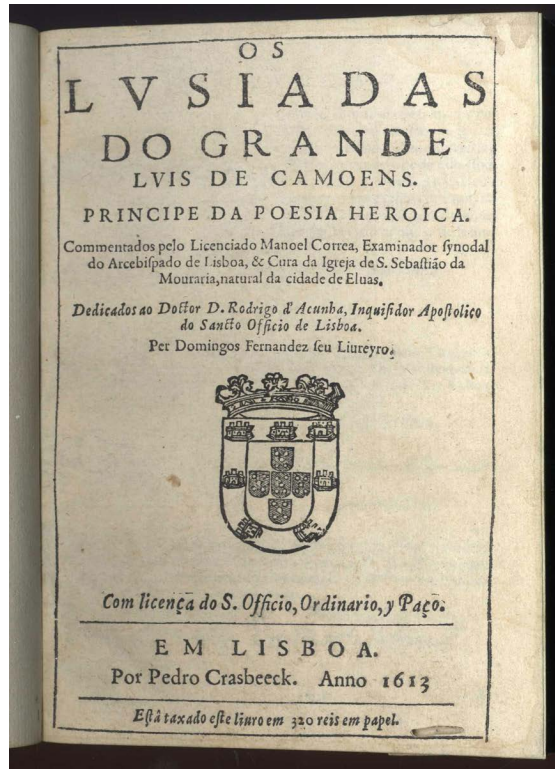 OS
LVSIADAS
DO GRANDE
LVIS DE CAMOENS.
PRINCIPE DA POESIA HEROICA.
Commentados pelo Licenciado Manoel Correa, Examinador ſynodal
do Arcebiſpado de Lisboa, & Cura da Igreja de S. Sebaſtião da
Mouraria, natural da cidade de Eluas.
Dedicados ao Doctor D. Rodrigo d'Acunha, Inquiſidor Apoſtolico
do Sancto Officio de Lisboa.
Per Domingos Fernandez ſeu Liureyro.
Com licença do S. Officio, Ordinario, y Paço.
EM LISBOA.
Por Pedro Crasbeeck. Anno 1613
Eſtâ taxado eſte liuro em 320 reis em papel.